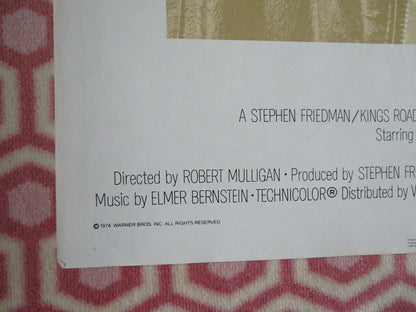 A STEPHEN FRIEDMAN/KINGS ROAD
Starring
Directed by ROBERT MULLIGAN • Produced by STEPHEN FR
Music by ELMER BERNSTEIN • TECHNICOLOR® Distributed by
© 1978 WARNER BROS. INC. ALL RIGHTS RESERVED.